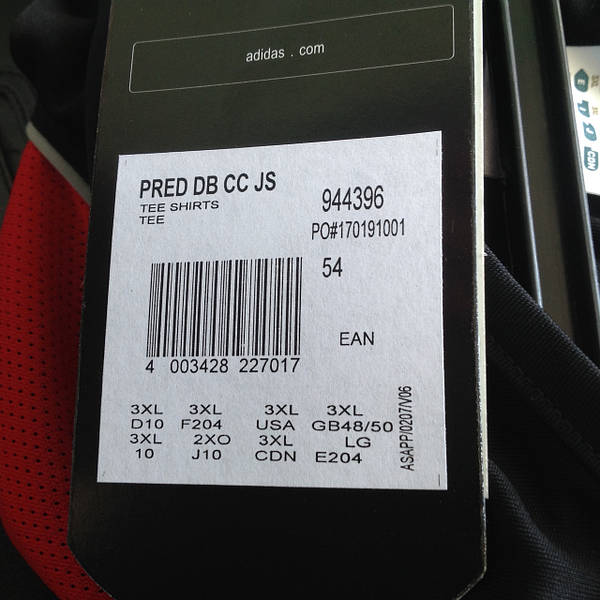 adidas . com
PRED DB CC JS
TEE SHIRTS
TEE
944396
PO#170191001
54
EAN
4 003428 227017
3XL 3XL 3XL 3XL
D10 F204 USA GB48/50
3XL 2XO 3XL LG
10 J10 CDN E204
ASAPP/0207/V06
CDN